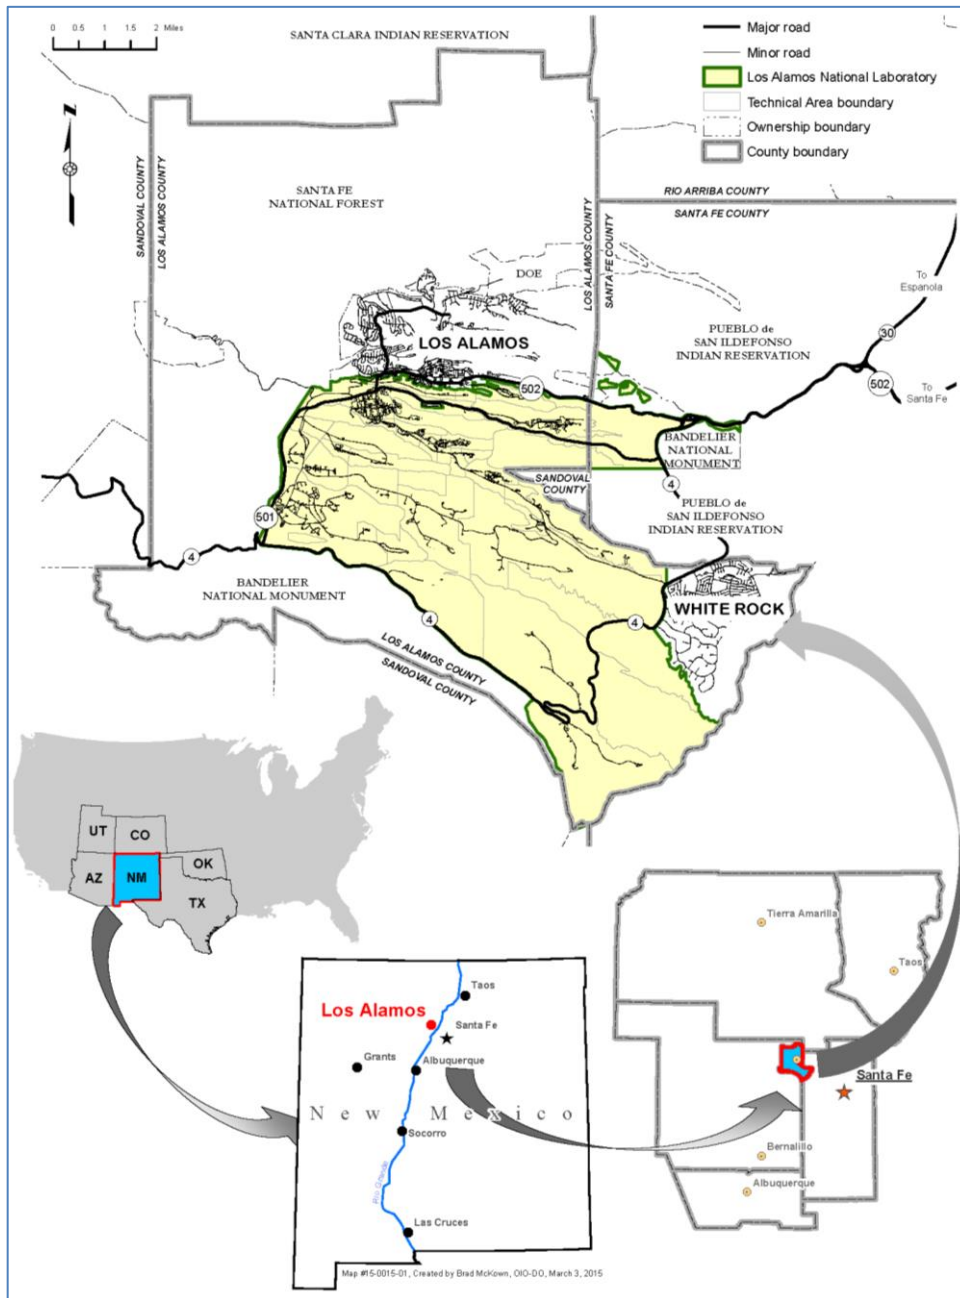 0 0.5 1 1.5 2 Miles
SANTA CLARA INDIAN RESERVATION
Major road
Minor road
Los Alamos National Laboratory
Technical Area boundary
Ownership boundary
County boundary
N
SANDOVAL COUNTY
LOS ALAMOS COUNTY
SANTA FE
NATIONAL FOREST
LOS ALAMOS COUNTY
SANTA FE COUNTY
RIO ARRIBA COUNTY
SANTA FE COUNTY
DOE
To
Espanola
LOS ALAMOS
PUEBLO de
SAN ILDEFONSO
INDIAN RESERVATION
30
502
502
To
Santa Fe
BANDELIER
NATIONAL
MONUMENT
SANDOVAL
COUNTY
4
PUEBLO de
SAN ILDEFONSO
INDIAN RESERVATION
501
4
BANDELIER
NATIONAL MONUMENT
4
4
WHITE ROCK
LOS ALAMOS COUNTY
SANDOVAL COUNTY
UT
CO
AZ
NM
OK
TX
Taos
Los Alamos
Santa Fe
Grants
Albuquerque
New Mexico
Socorro
Rio Grande
Las Cruces
Map #15-0015-01, Created by Brad McKown, OIO-DO, March 3, 2015
Tierra Amarilla
Taos
Santa Fe
Bernalillo
Albuquerque